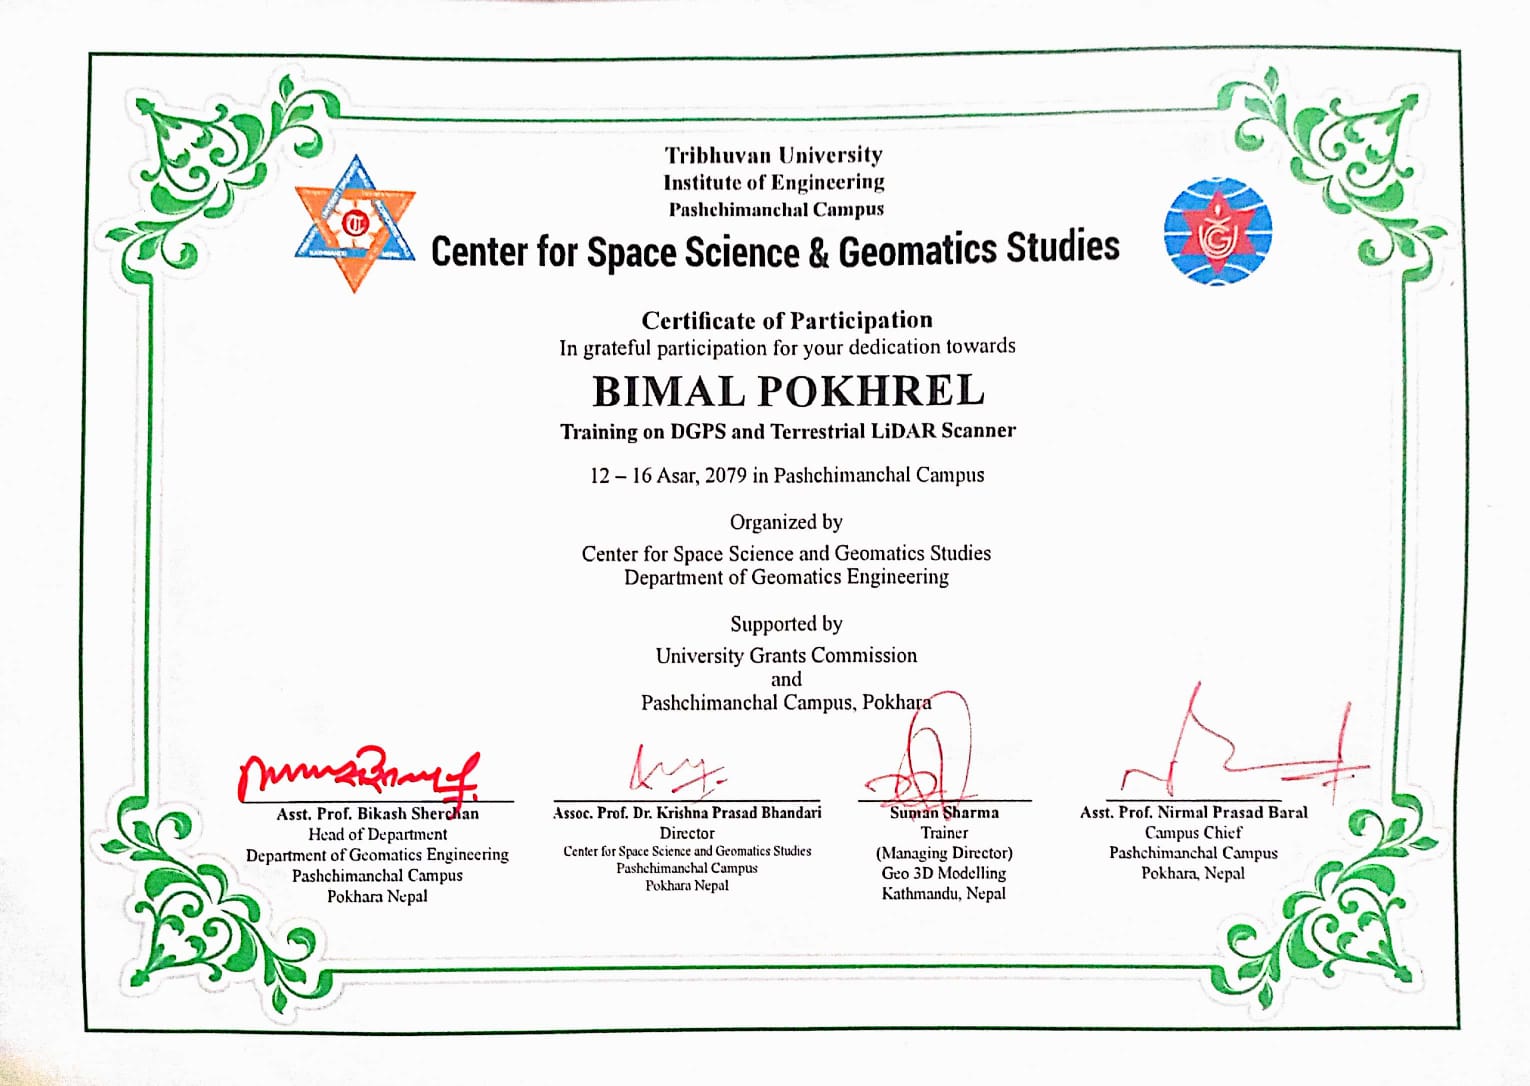 Tribhuvan University
Institute of Engineering
Pashchimanchal Campus
Center for Space Science & Geomatics Studies
Certificate of Participation
In grateful participation for your dedication towards
BIMAL POKHREL
Training on DGPS and Terrestrial LiDAR Scanner
12 – 16 Asar, 2079 in Pashchimanchal Campus
Organized by
Center for Space Science and Geomatics Studies
Department of Geomatics Engineering
Supported by
University Grants Commission
and
Pashchimanchal Campus, Pokhara
Asst. Prof. Bikash Sherchan
Head of Department
Department of Geomatics Engineering
Pashchimanchal Campus
Pokhara Nepal
Assoc. Prof. Dr. Krishna Prasad Bhandari
Director
Center for Space Science and Geomatics Studies
Pashchimanchal Campus
Pokhara Nepal
Suman Sharma
Trainer
(Managing Director)
Geo 3D Modelling
Kathmandu, Nepal
Asst. Prof. Nirmal Prasad Baral
Campus Chief
Pashchimanchal Campus
Pokhara, Nepal